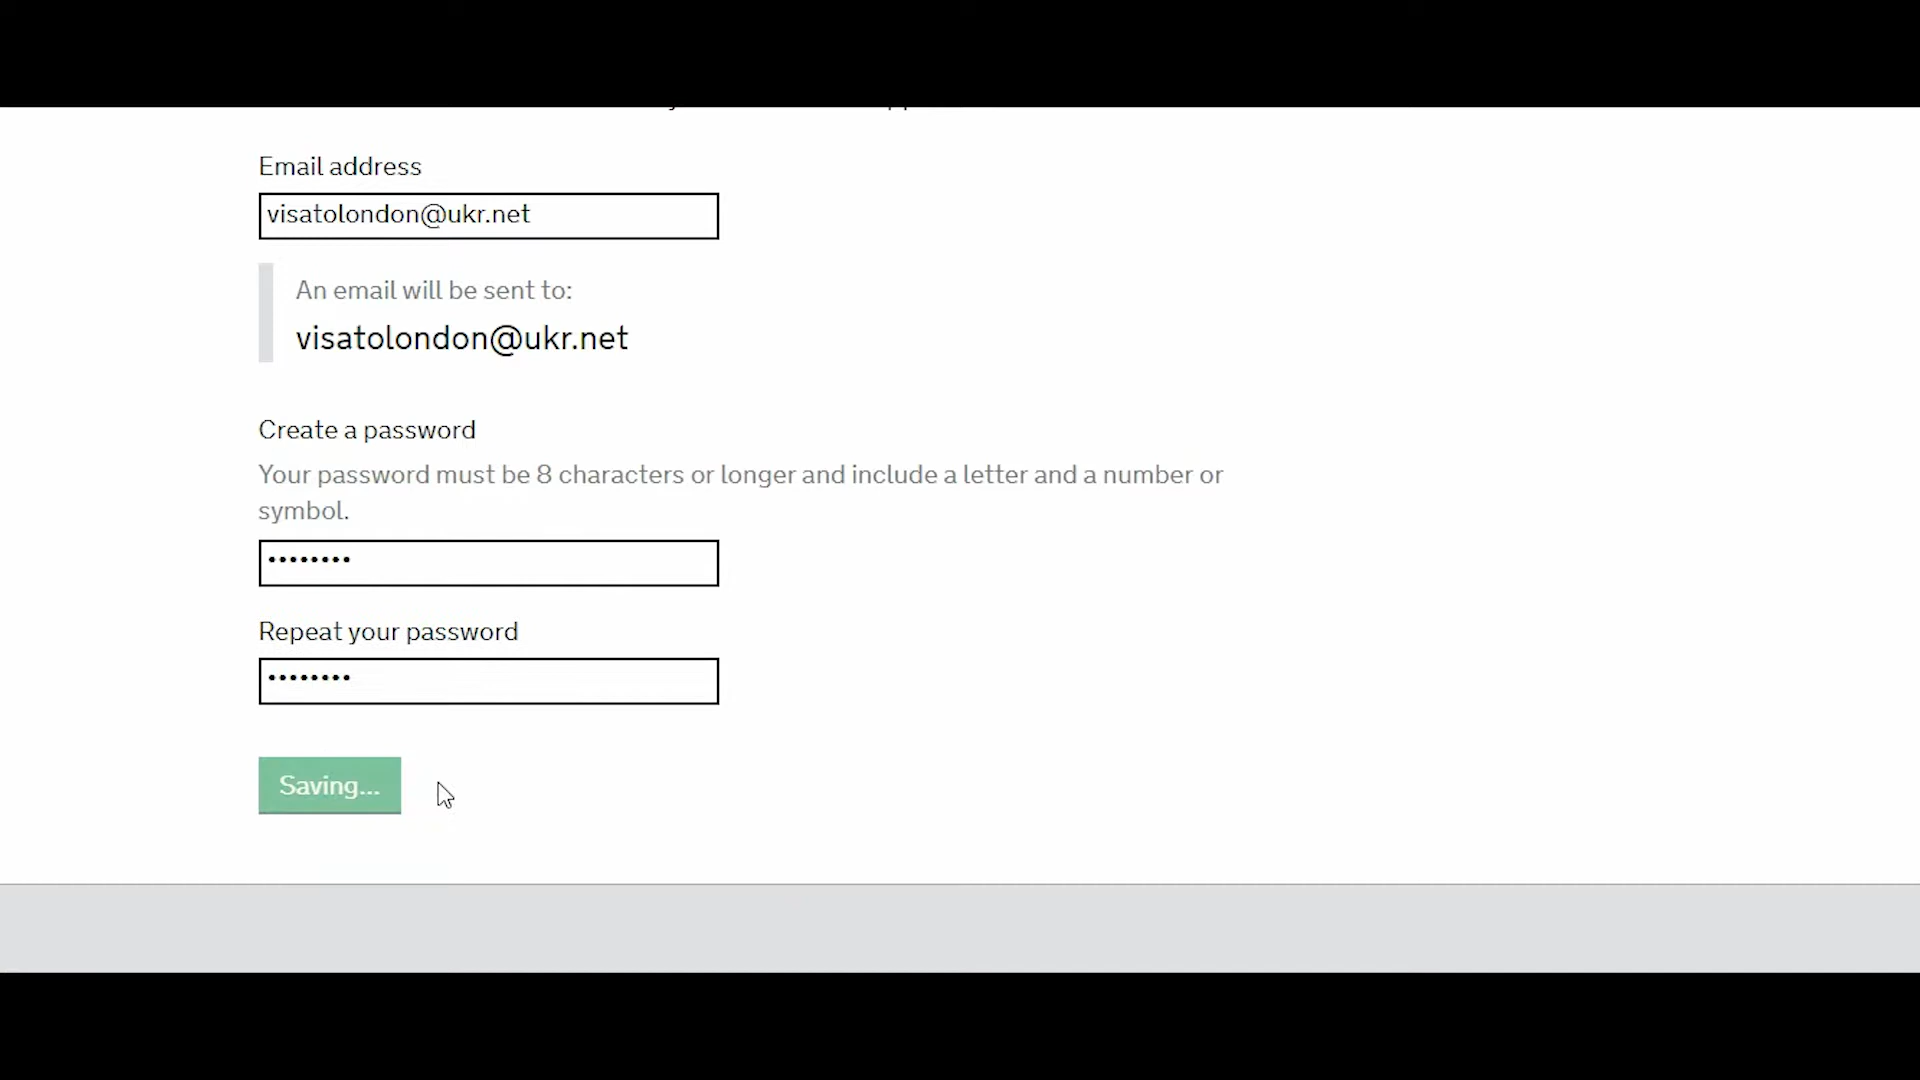 Email address
visatolondon@ukr.net
An email will be sent to:
visatolondon@ukr.net
Create a password
Your password must be 8 characters or longer and include a letter and a number or
symbol.
••••••••
Repeat your password
••••••••
Saving...